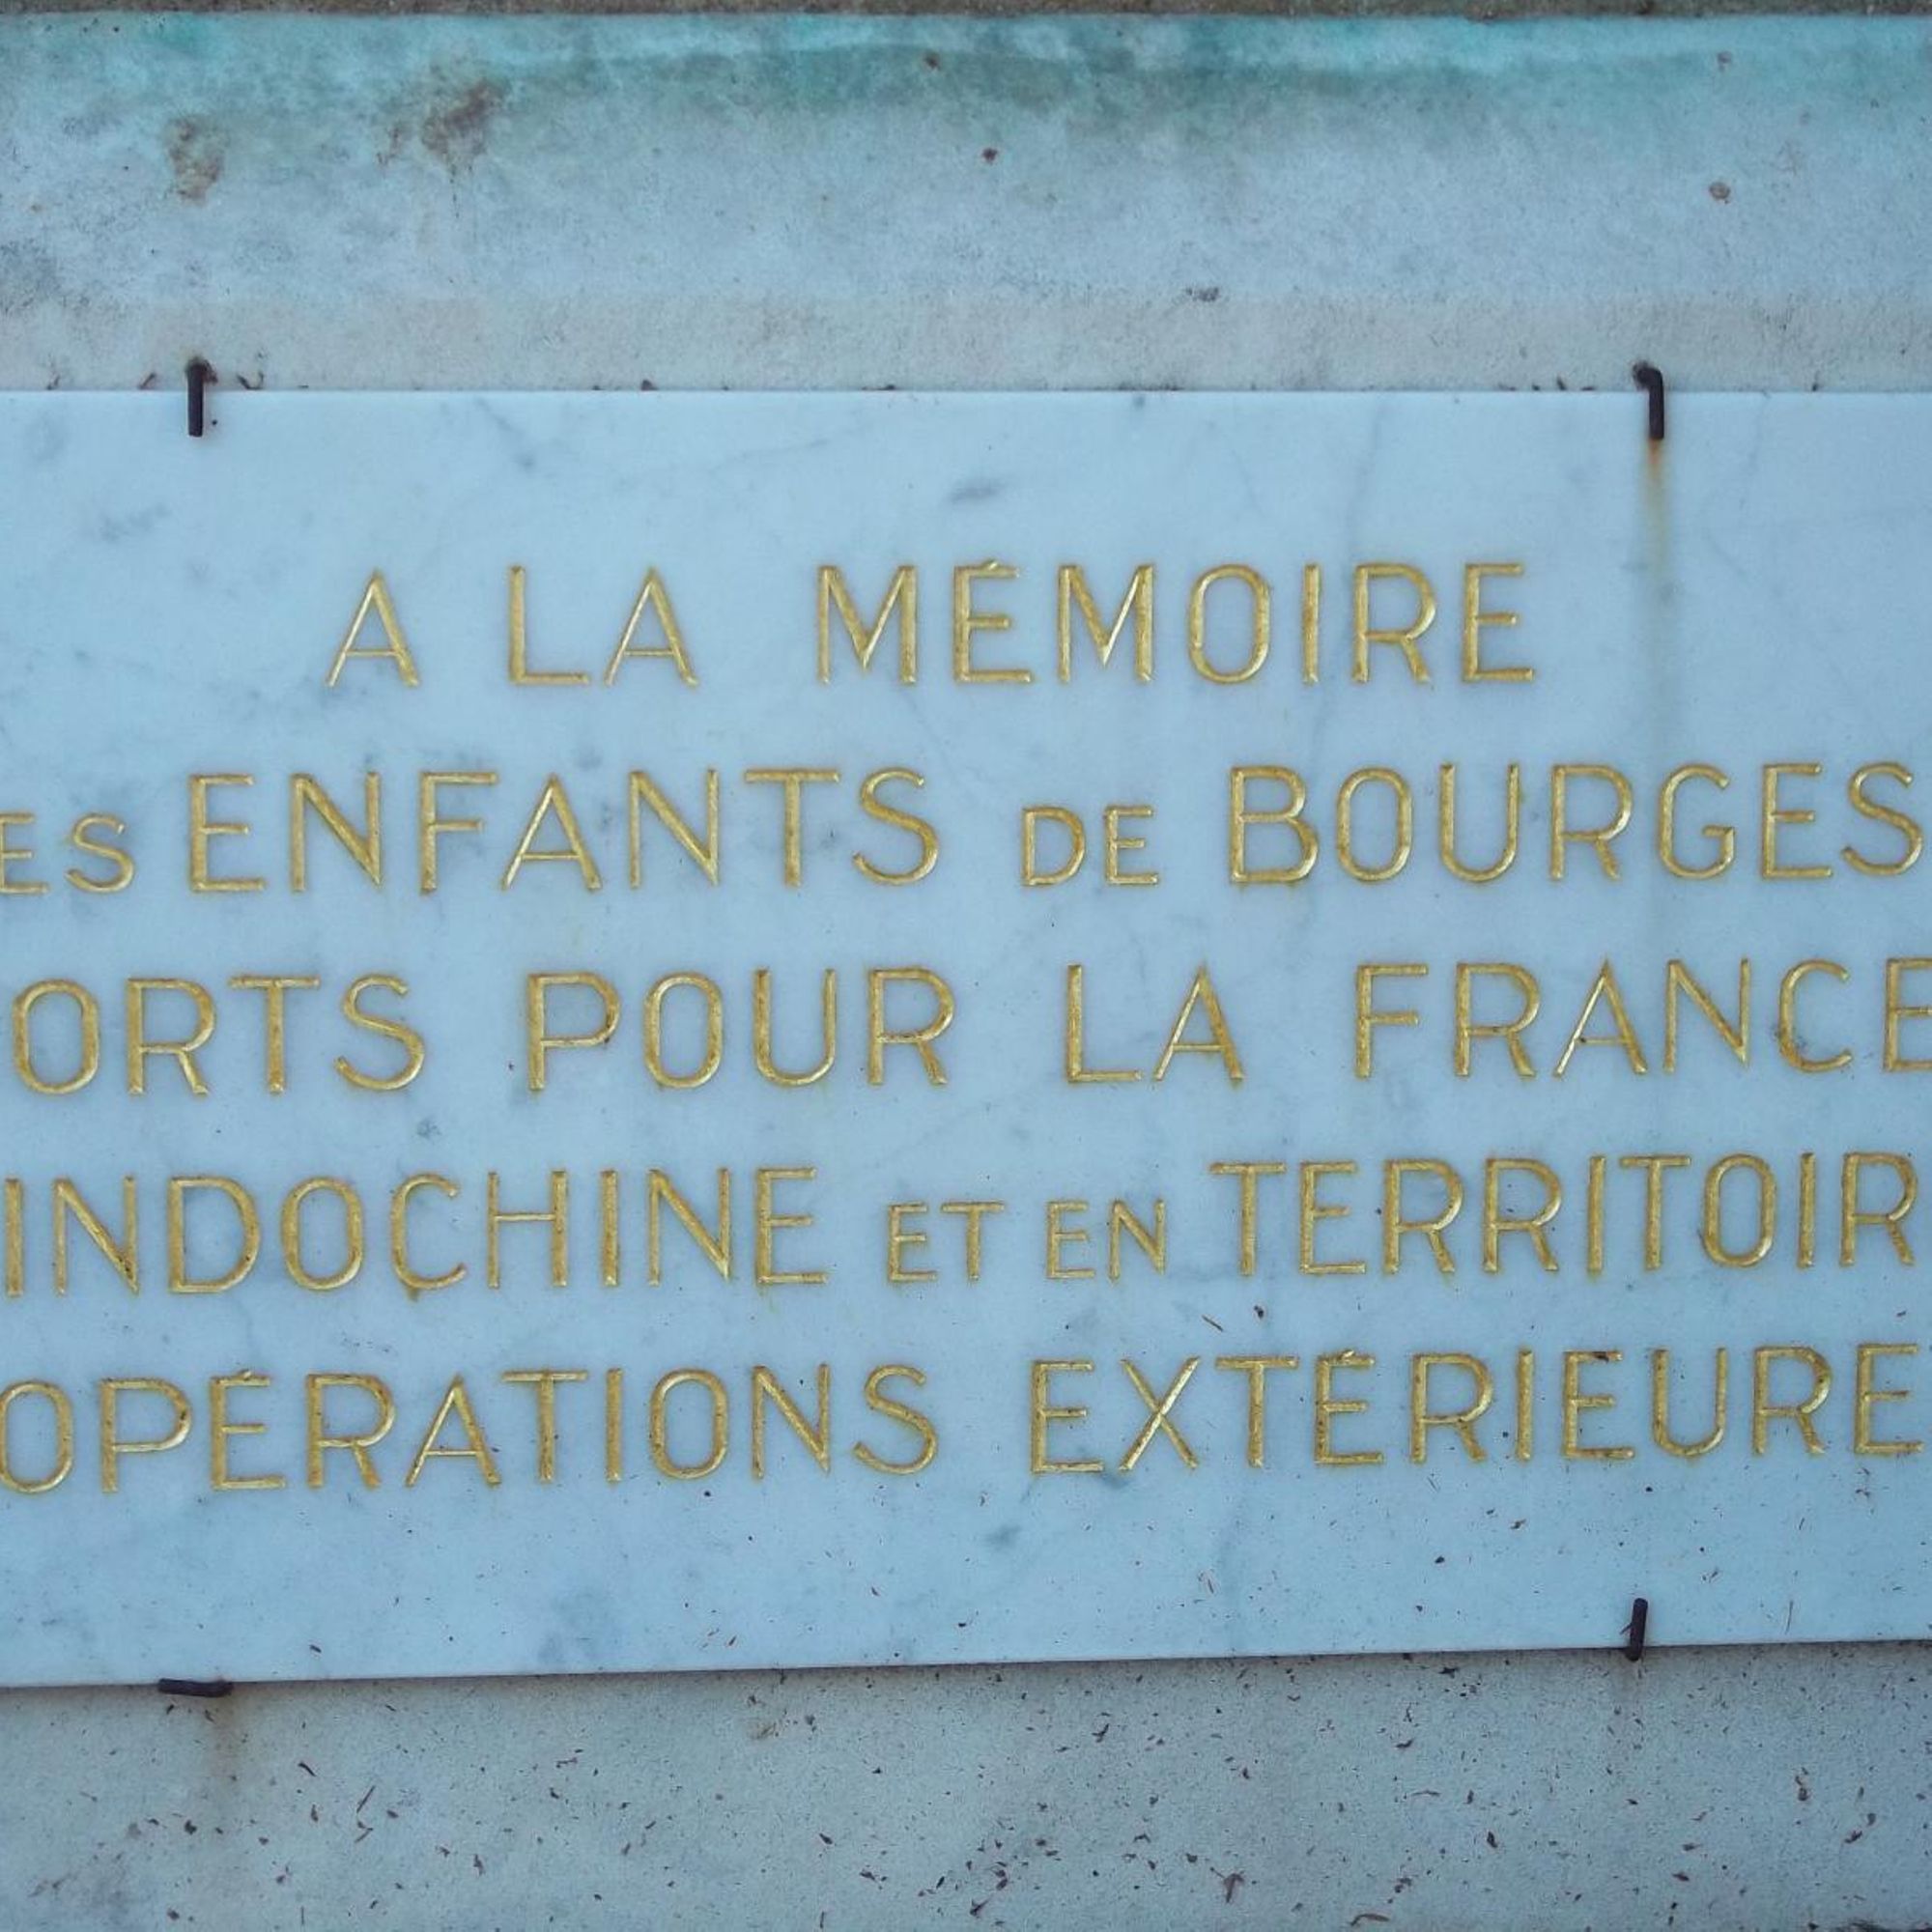 A LA MÉMOIRE
ES ENFANTS DE BOURGES
ORTS POUR LA FRANCE
INDOCHINE ET EN TERRITOIR
OPÉRATIONS EXTÉRIEURE